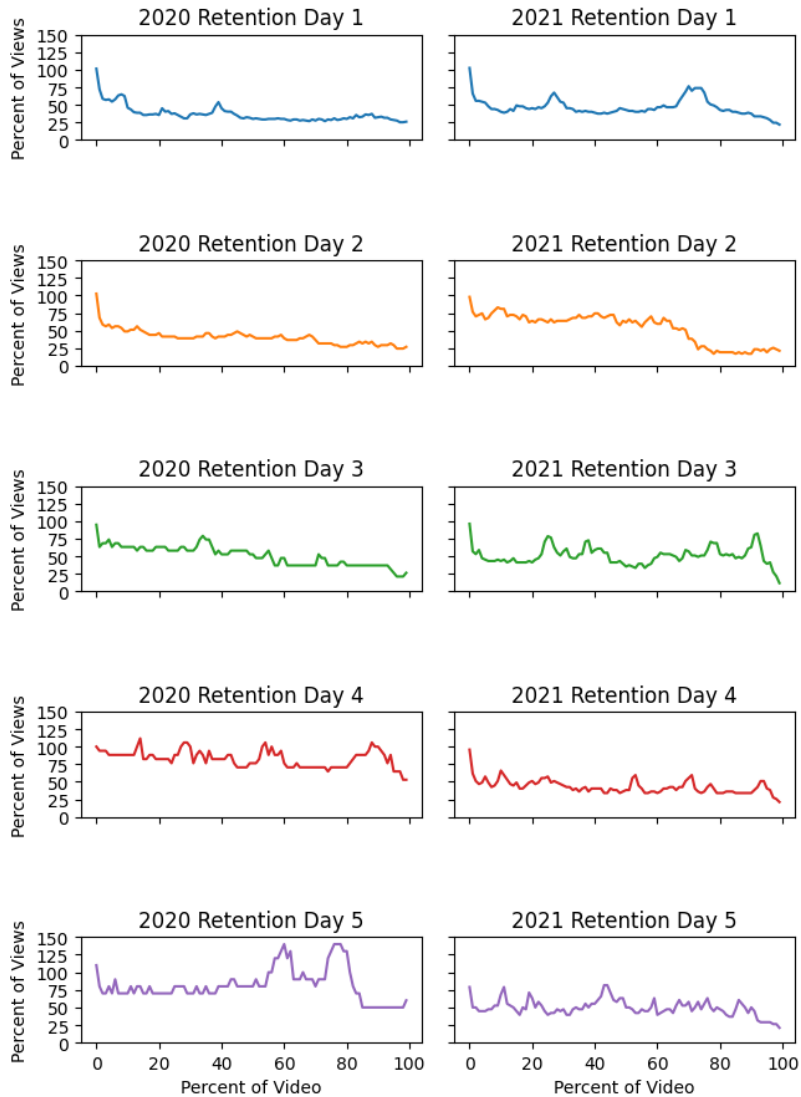 2020 Retention Day 1
2021 Retention Day 1
Percent of Views
150
125
100
75
50
25
0
2020 Retention Day 2
2021 Retention Day 2
Percent of Views
150
125
100
75
50
25
0
2020 Retention Day 3
2021 Retention Day 3
Percent of Views
150
125
100
75
50
25
0
2020 Retention Day 4
2021 Retention Day 4
Percent of Views
150
125
100
75
50
25
0
2020 Retention Day 5
2021 Retention Day 5
Percent of Views
150
125
100
75
50
25
0
0 20 40 60 80 100
0 20 40 60 80 100
Percent of Video
Percent of Video